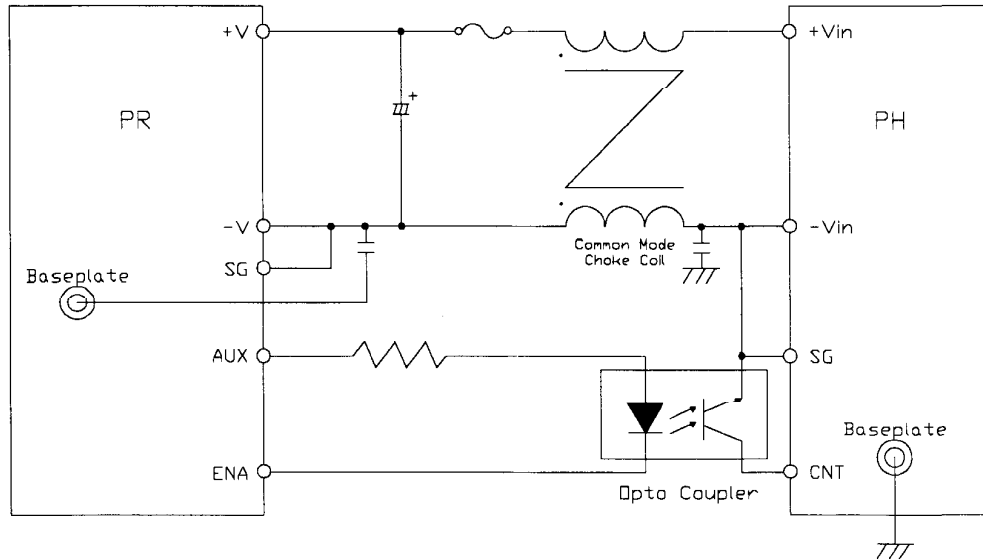 +V
+Vin
PR
PH
+
-V
-Vin
Common Mode
Choke Coil
SG
Baseplate
AUX
SG
Baseplate
ENA
CNT
Opto Coupler